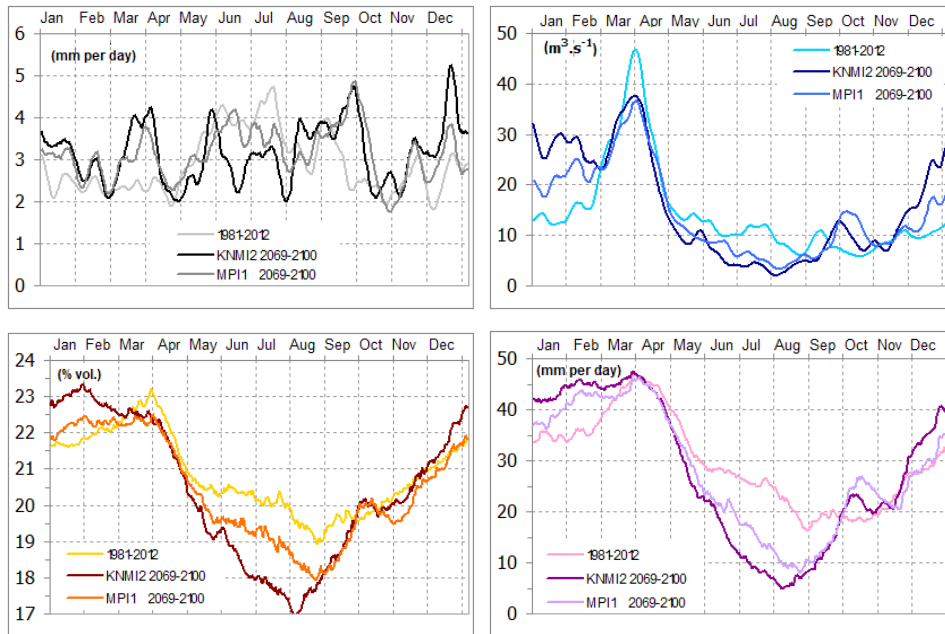 Jan Feb Mar Apr May Jun Jul Aug Sep Oct Nov Dec
6
(mm per day)
5
4
3
2
1981-2012
KNMI2 2069-2100
1
MPI1 2069-2100
0
Jan Feb Mar Apr May Jun Jul Aug Sep Oct Nov Dec
50
(m³.s⁻¹)
1981-2012
KNMI2 2069-2100
40
MPI1 2069-2100
30
20
10
0
Jan Feb Mar Apr May Jun Jul Aug Sep Oct Nov Dec
24
(% vol.)
23
22
21
20
19
1981-2012
18
KNMI2 2069-2100
MPI1 2069-2100
17
Jan Feb Mar Apr May Jun Jul Aug Sep Oct Nov Dec
50
(mm per day)
40
30
20
1981-2012
10
KNMI2 2069-2100
MPI1 2069-2100
0